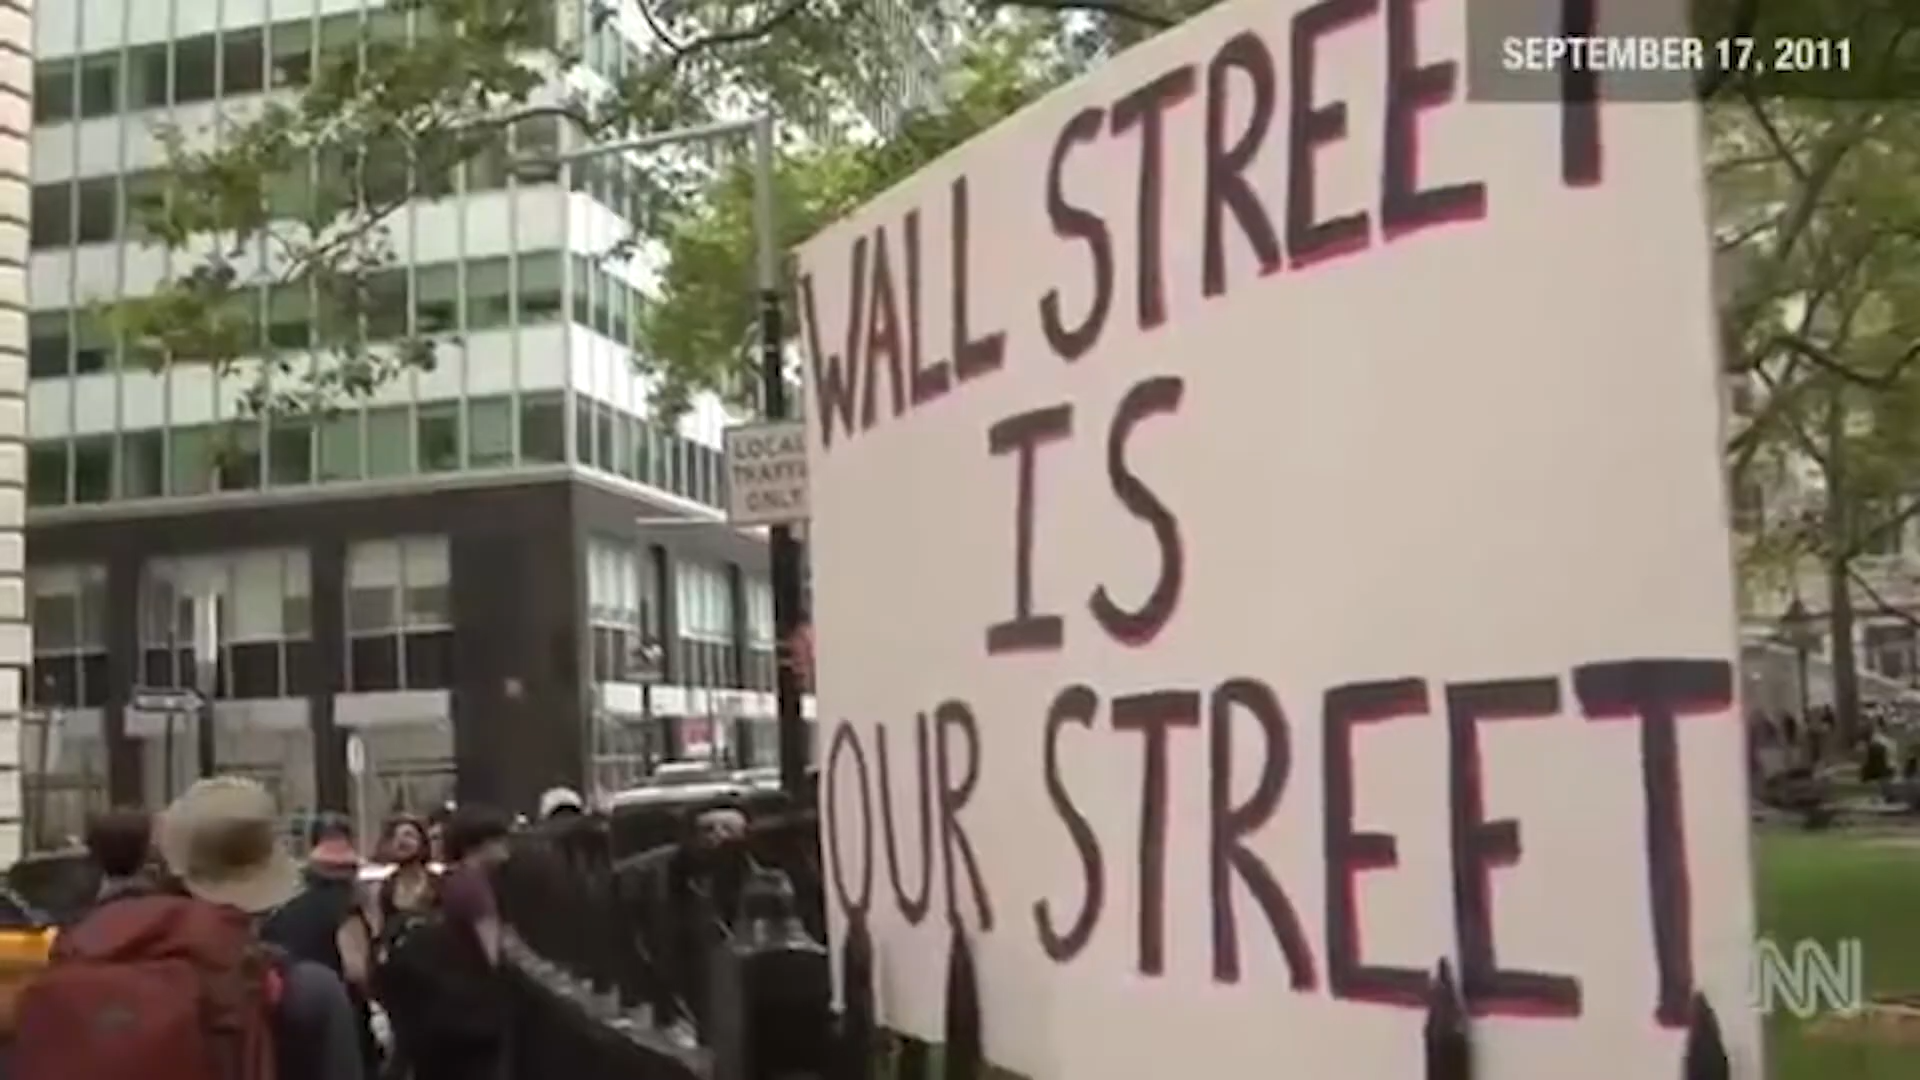 SEPTEMBER 17, 2011
WALL STREET
IS
OUR STREET
LOCAL
TRAFFIC
ONLY
CNN